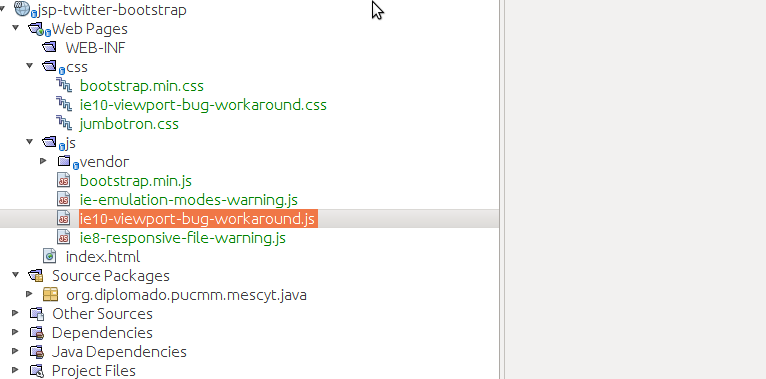 jsp-twitter-bootstrap
Web Pages
WEB-INF
css
bootstrap.min.css
ie10-viewport-bug-workaround.css
jumbotron.css
js
vendor
bootstrap.min.js
ie-emulation-modes-warning.js
ie10-viewport-bug-workaround.js
ie8-responsive-file-warning.js
index.html
Source Packages
org.diplomado.pucmm.mescyt.java
Other Sources
Dependencies
Java Dependencies
Project Files